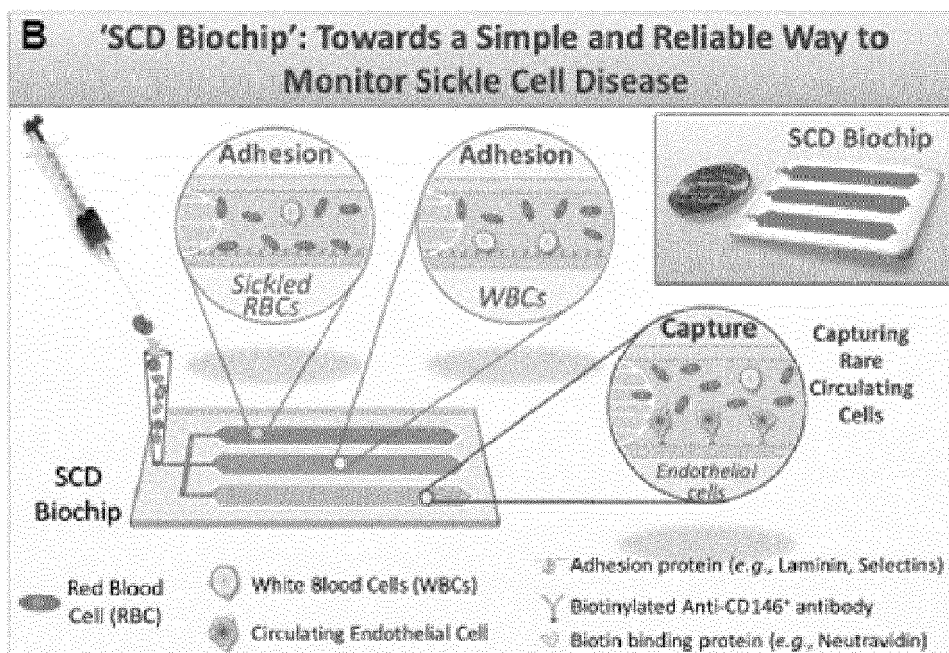 B 'SCD Biochip': Towards a Simple and Reliable Way to
Monitor Sickle Cell Disease
Adhesion
Sickled
RBCs
Adhesion
WBCs
SCD Biochip
Capture
Endothelial
cells
Capturing
Rare
Circulating
Cells
SCD
Biochip
Red Blood
Cell (RBC)
White Blood Cells (WBCs)
Circulating Endothelial Cell
Adhesion protein (e.g., Laminin, Selectins)
Biotinylated Anti-CD146⁺ antibody
Biotin binding protein (e.g., Neutravidin)